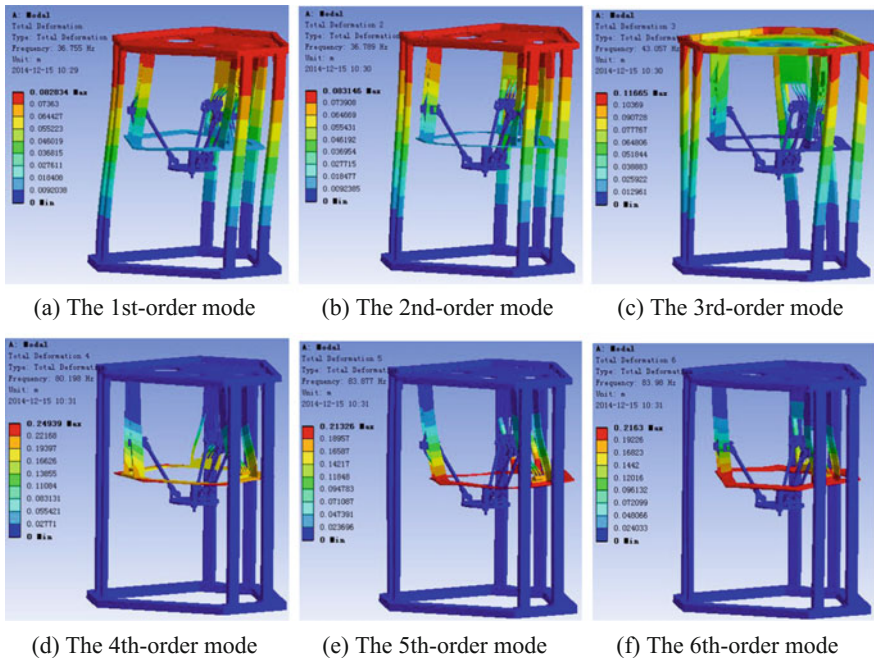 A: Modal
Total Deformation
Type: Total Deformation
Frequency: 36.755 Hz
Unit: m
2014-12-15 10:29
0.082834 Max
0.07363
0.064427
0.055223
0.046019
0.036815
0.027611
0.018408
0.0092038
0 Min
(a) The 1st-order mode
A: Modal
Total Deformation 2
Type: Total Deformation
Frequency: 36.789 Hz
Unit: m
2014-12-15 10:30
0.083146 Max
0.073908
0.064669
0.055431
0.046192
0.036954
0.027715
0.018477
0.0092385
0 Min
(b) The 2nd-order mode
A: Modal
Total Deformation 3
Type: Total Deformation
Frequency: 43.057 Hz
Unit: m
2014-12-15 10:30
0.11665 Max
0.10369
0.090728
0.077767
0.064806
0.051844
0.038883
0.025922
0.012961
0 Min
(c) The 3rd-order mode
A: Modal
Total Deformation 4
Type: Total Deformation
Frequency: 80.198 Hz
Unit: m
2014-12-15 10:31
0.24939 Max
0.22168
0.19397
0.16626
0.13855
0.11084
0.083131
0.055421
0.02771
0 Min
(d) The 4th-order mode
A: Modal
Total Deformation 5
Type: Total Deformation
Frequency: 83.877 Hz
Unit: m
2014-12-15 10:31
0.21326 Max
0.18957
0.16587
0.14217
0.11848
0.094783
0.071087
0.047391
0.023696
0 Min
(e) The 5th-order mode
A: Modal
Total Deformation 6
Type: Total Deformation
Frequency: 83.96 Hz
Unit: m
2014-12-15 10:31
0.2163 Max
0.19226
0.16823
0.1442
0.12016
0.096132
0.072099
0.048066
0.024033
0 Min
(f) The 6th-order mode